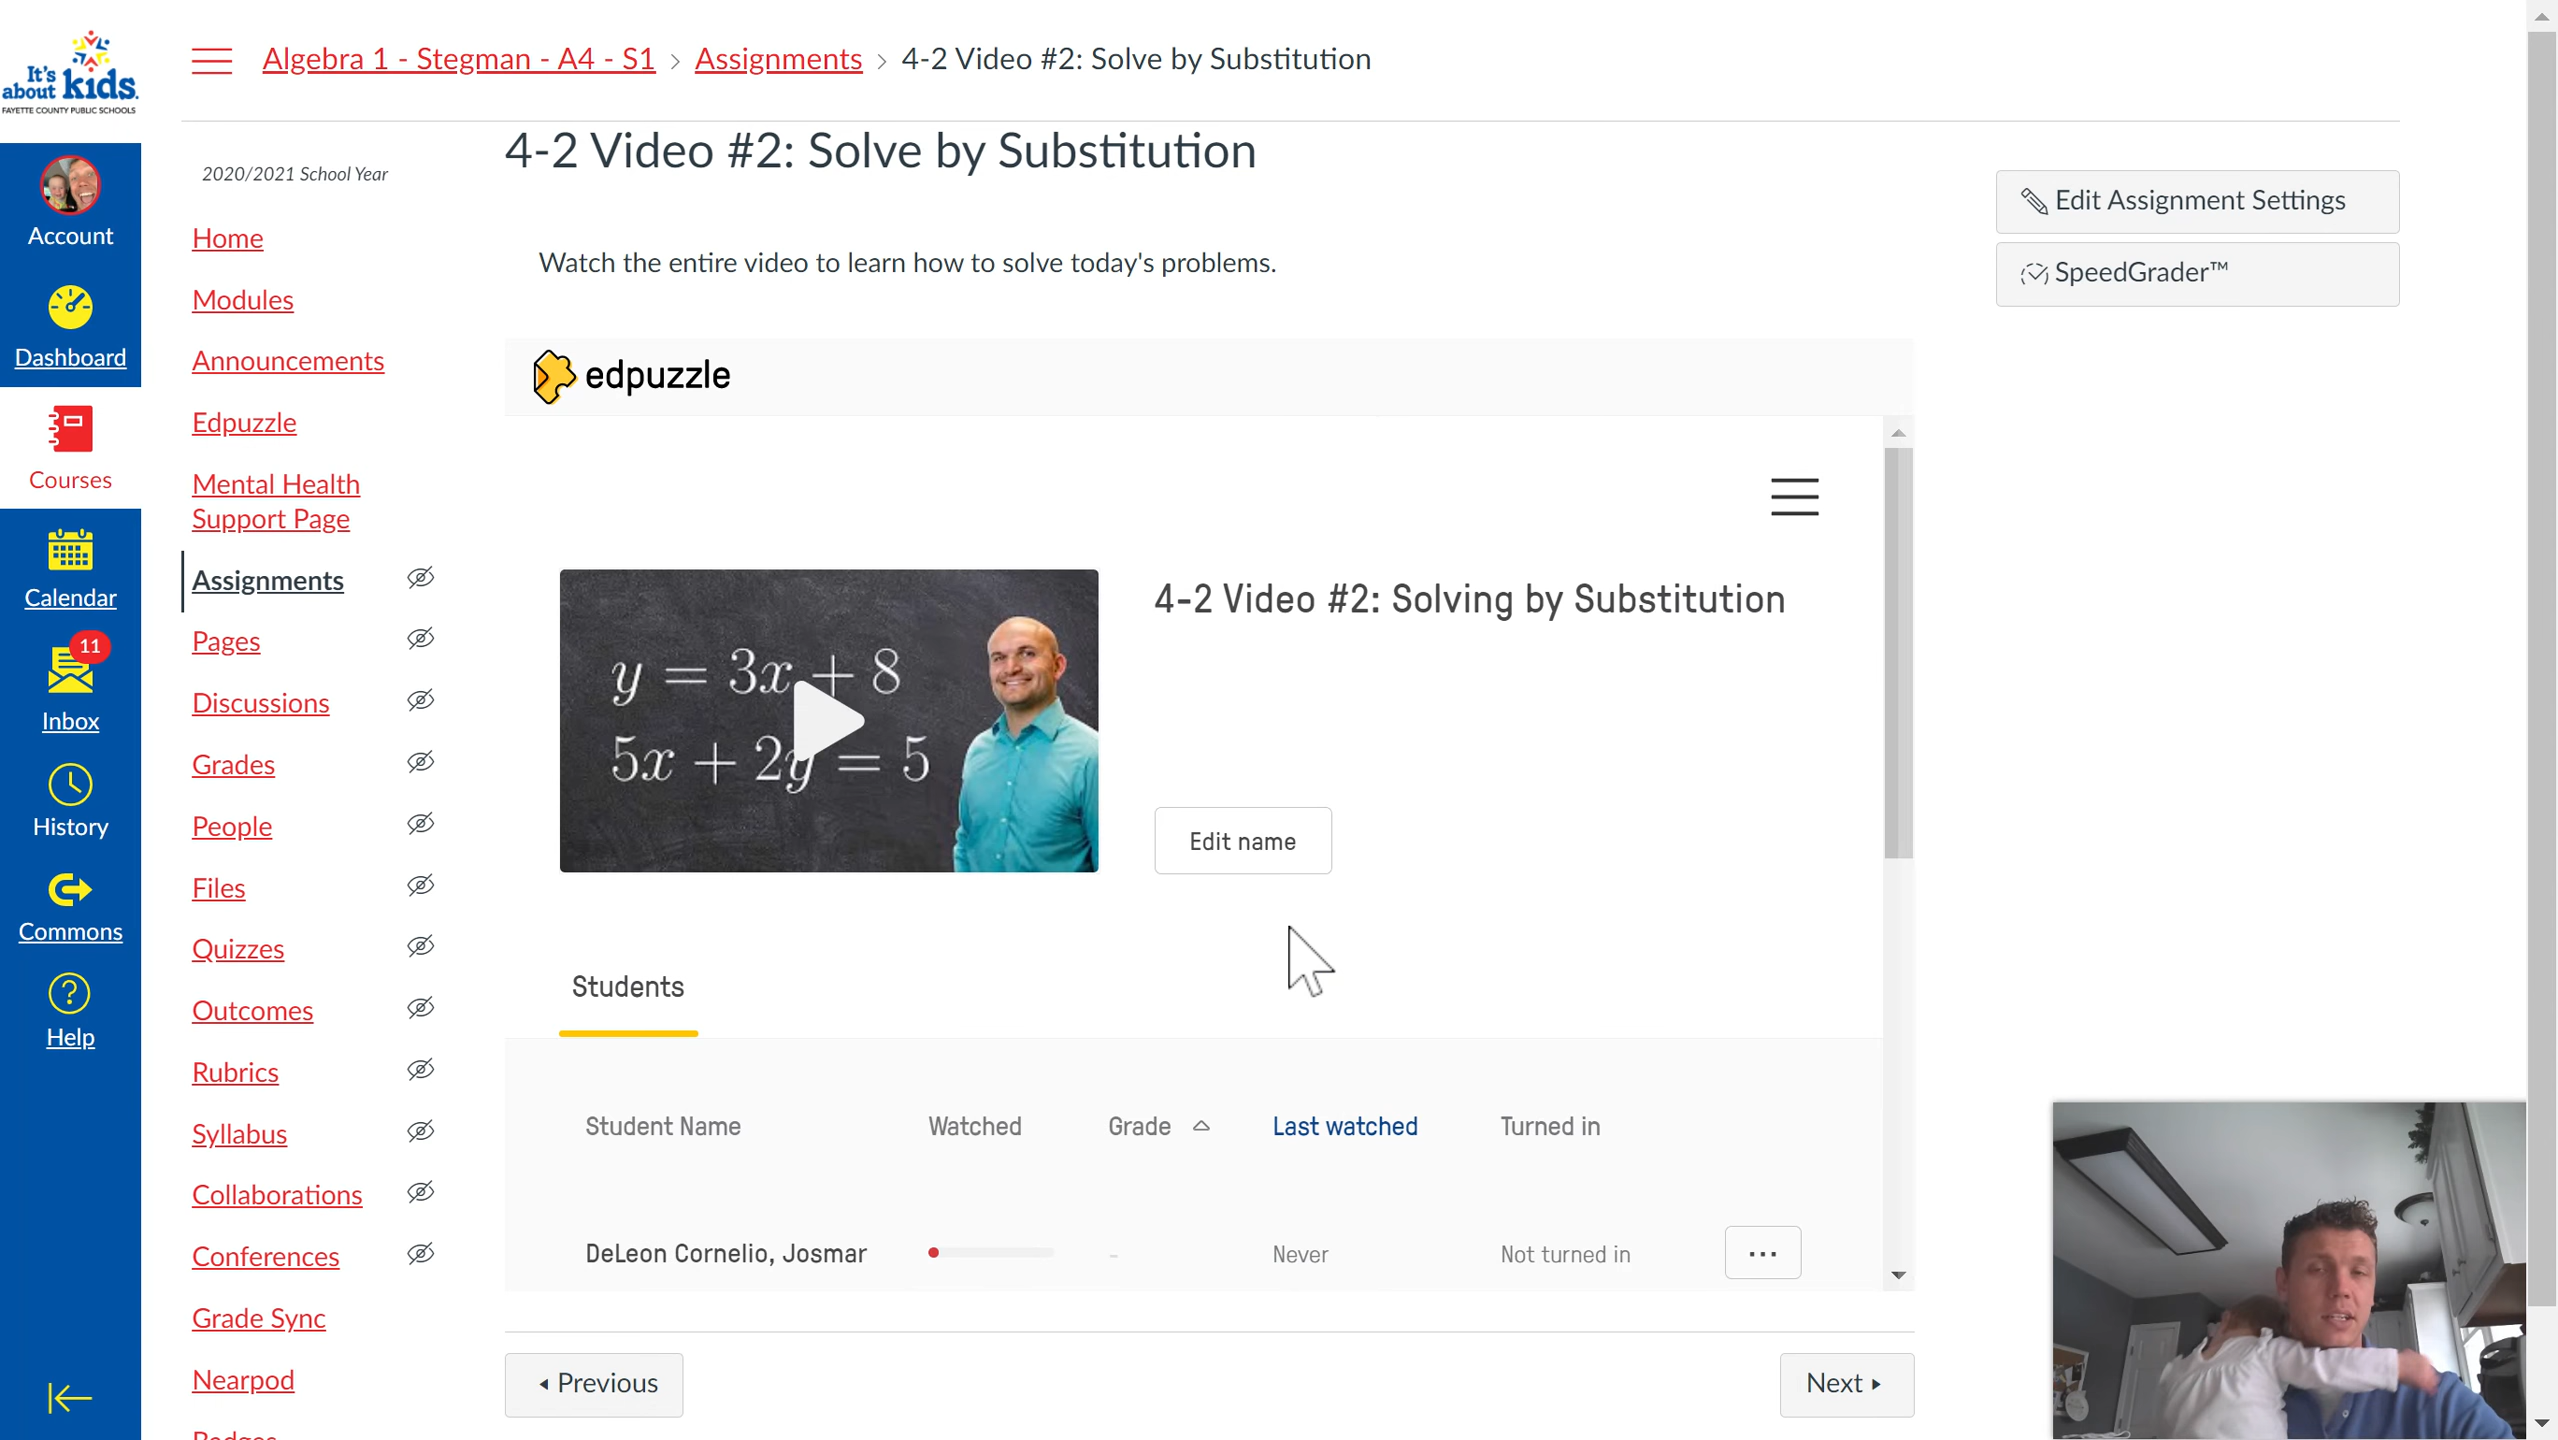 It's
about kids.
FAYETTE COUNTY PUBLIC SCHOOLS
Algebra 1 - Stegman - A4 - S1 › Assignments › 4-2 Video #2: Solve by Substitution
Account
Dashboard
Courses
Calendar
11
Inbox
History
Commons
Help
2020/2021 School Year
Home
Modules
Announcements
Edpuzzle
Mental Health
Support Page
Assignments
Pages
Discussions
Grades
People
Files
Quizzes
Outcomes
Rubrics
Syllabus
Collaborations
Conferences
Grade Sync
Nearpod
4-2 Video #2: Solve by Substitution
Watch the entire video to learn how to solve today's problems.
edpuzzle
y = 3x + 8
5x + 2y = 5
4-2 Video #2: Solving by Substitution
Edit name
Students
Student Name Watched Grade Last watched Turned in
DeLeon Cornelio, Josmar - Never Not turned in ...
Previous
Next
Edit Assignment Settings
SpeedGrader™